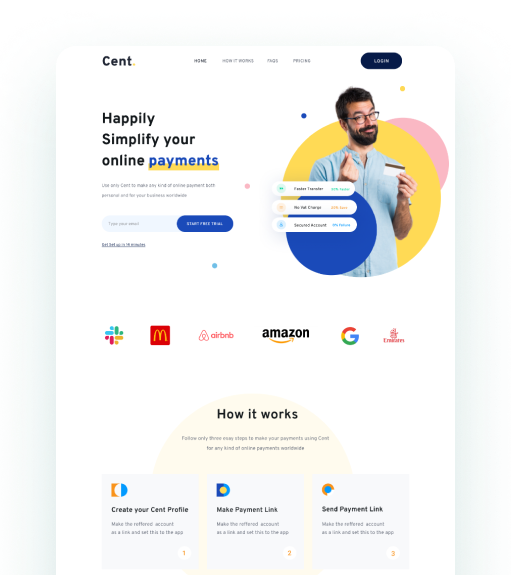 Cent.
HOME
HOW IT WORKS
FAQS
PRICING
LOGIN
Happily
Simplify your
online payments
Use only Cent to make any kind of online payment both
personal and for your business worldwide
Type your email
START FREE TRIAL
Get Set up in 10 minutes
Faster Transfer
No Vat Charge
Secured Account
airbnb
amazon
Emirates
How it works
Follow only three easy steps to make your payments using Cent
for any kind of online payments worldwide
Create your Cent Profile
Make the reffered account
as a link and set this to the app
1
Make Payment Link
Make the reffered account
as a link and set this to the app
2
Send Payment Link
Make the reffered account
as a link and set this to the app
3